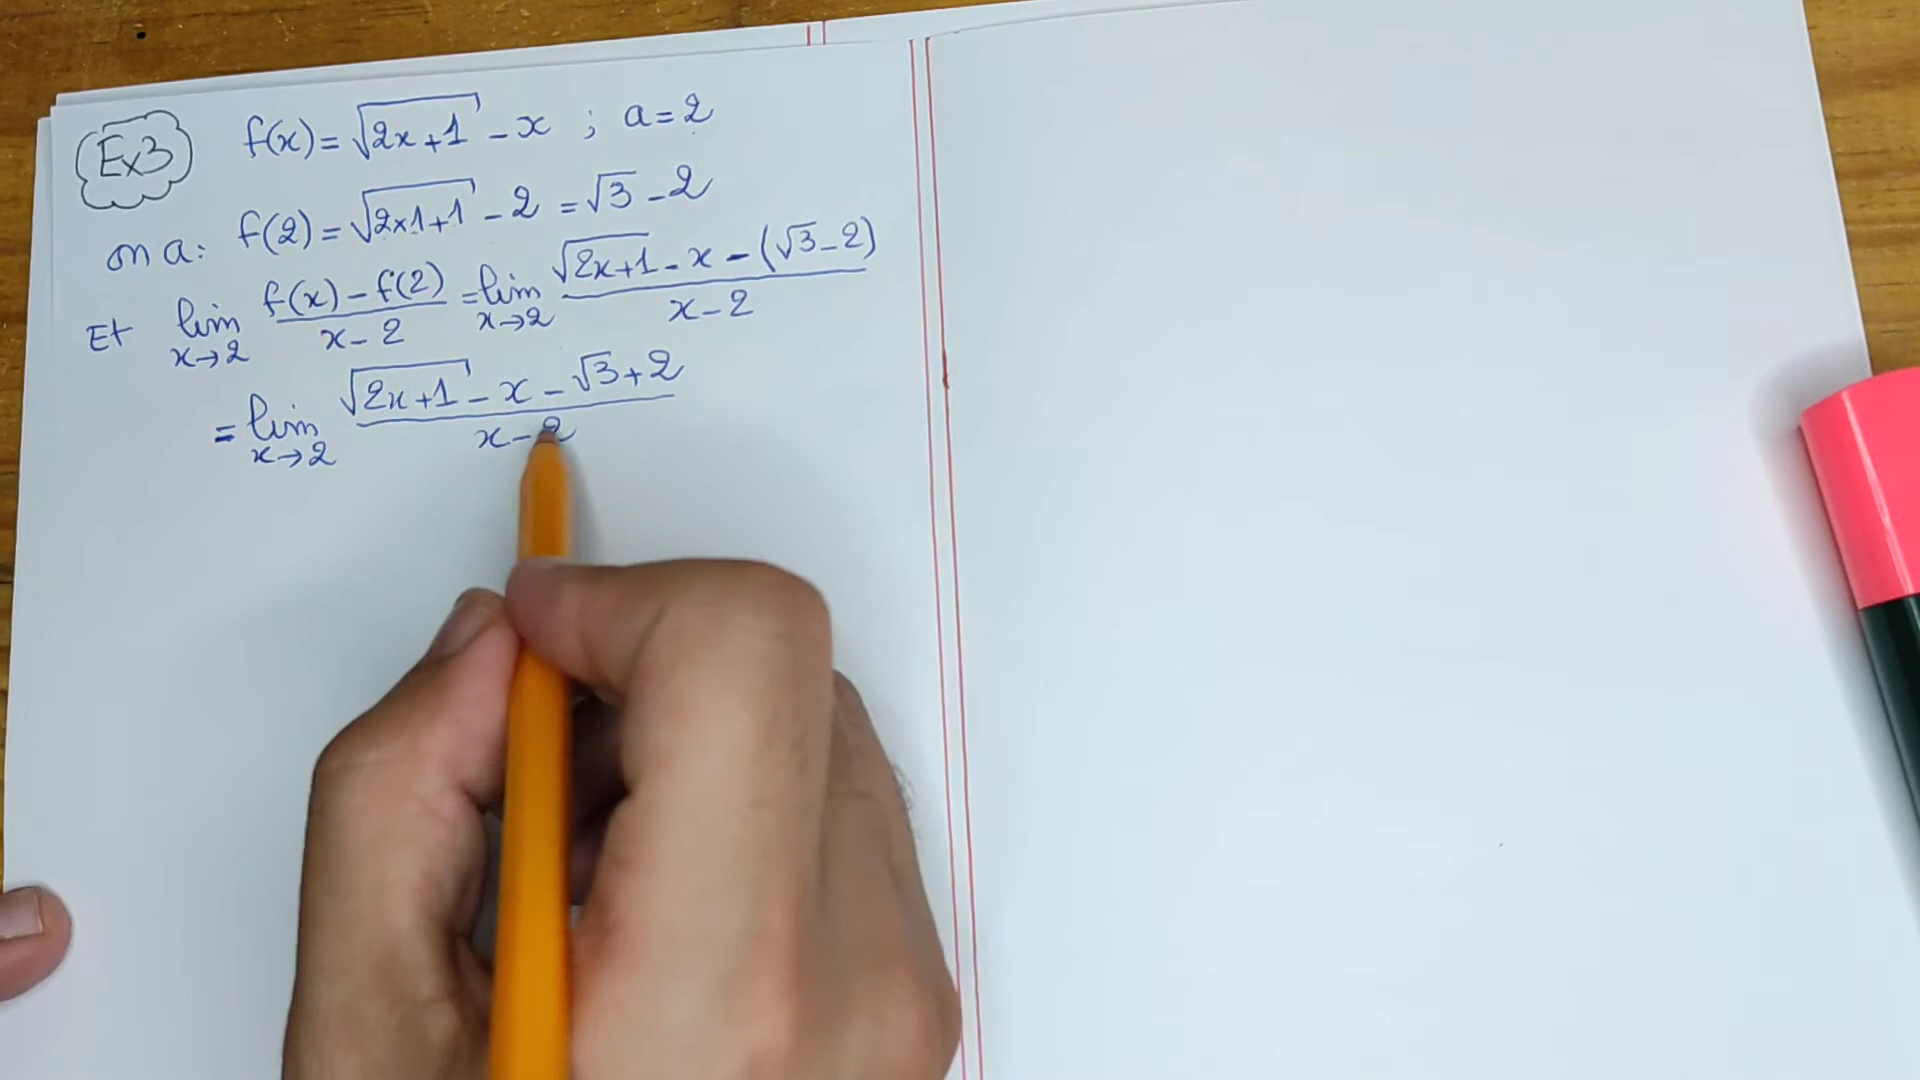 Ex3 f(x) = √(2x+1) - x ; a = 2
on a: f(2) = √(2×1+1) - 2 = √3 - 2
Et lim x→2 (f(x) - f(2))/(x - 2) = lim x→2 (√(2x+1) - x - (√3 - 2))/(x - 2)
= lim x→2 (√(2x+1) - x - √3 + 2)/(x - 2)